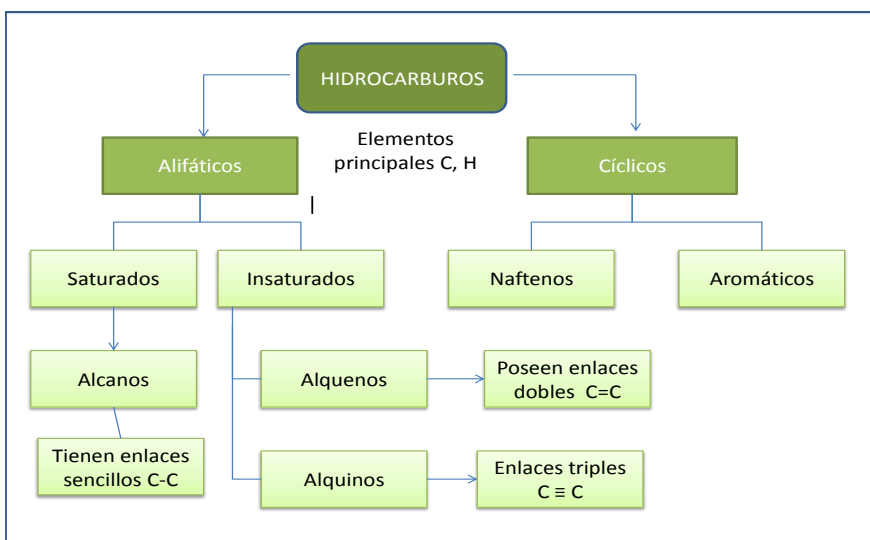 HIDROCARBUROS
Elementos
principales C, H
Alifáticos
Cíclicos
Saturados
Insaturados
Naftenos
Aromáticos
Alcanos
Alquenos
Poseen enlaces
dobles C=C
Tienen enlaces
sencillos C-C
Alquinos
Enlaces triples
C ≡ C